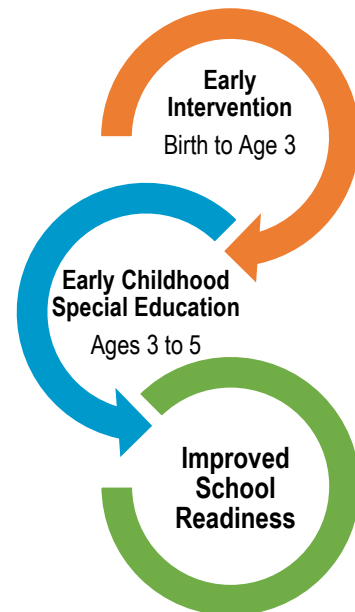 Early
Intervention
Birth to Age 3
Early Childhood
Special Education
Ages 3 to 5
Improved
School
Readiness